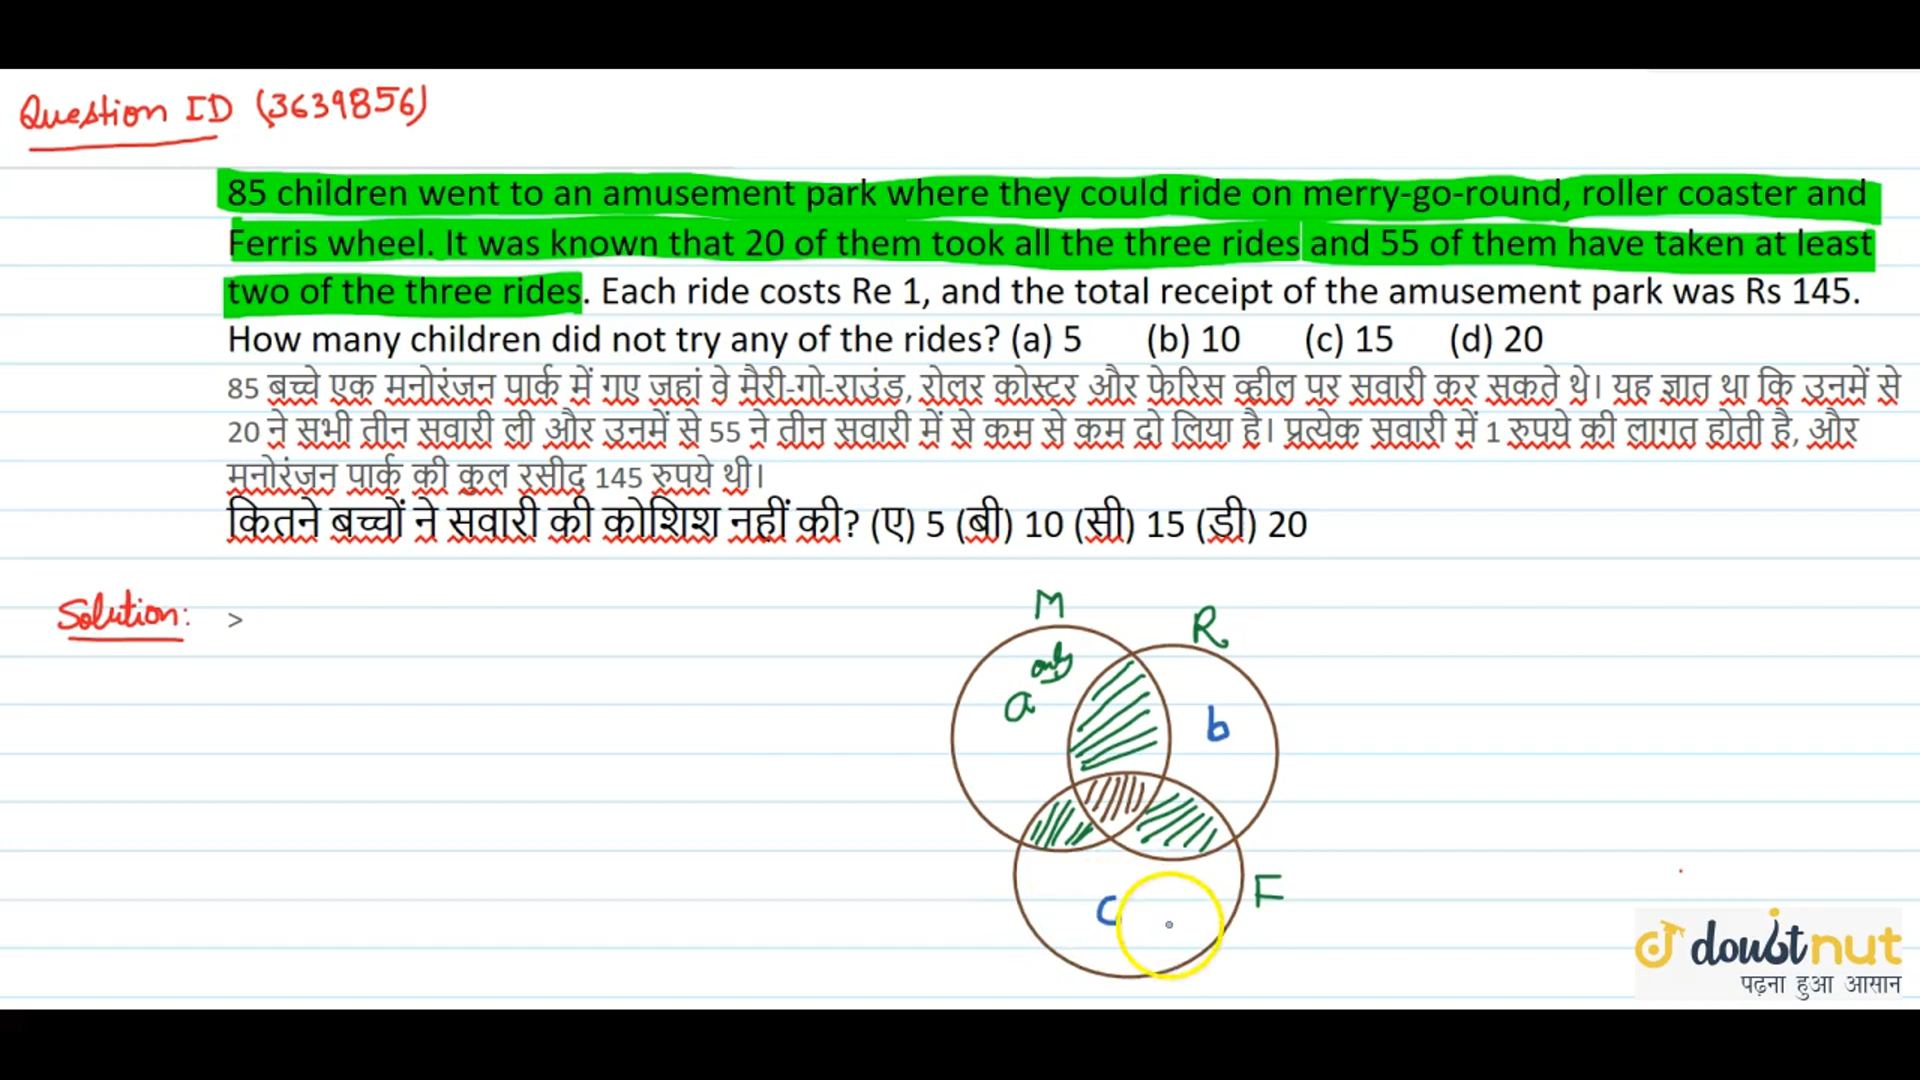 Question ID (3639856)
85 children went to an amusement park where they could ride on merry-go-round, roller coaster and
Ferris wheel. It was known that 20 of them took all the three rides and 55 of them have taken at least
two of the three rides. Each ride costs Re 1, and the total receipt of the amusement park was Rs 145.
How many children did not try any of the rides? (a) 5 (b) 10 (c) 15 (d) 20
85 बच्चे एक मनोरंजन पार्क में गए जहां वे मैरी-गो-राउंड, रोलर कोस्टर और फेरिस व्हील पर सवारी कर सकते थे। यह ज्ञात था कि उनमें से
20 ने सभी तीन सवारी ली और उनमें से 55 ने तीन सवारी में से कम से कम दो लिया है। प्रत्येक सवारी में 1 रुपये की लागत होती है, और
मनोरंजन पार्क की कुल रसीद 145 रुपये थी।
कितने बच्चों ने सवारी की कोशिश नहीं की? (ए) 5 (बी) 10 (सी) 15 (डी) 20
Solution: >
M
R
only
a
b
C
F
doubtnut
पढ़ना हुआ आसान